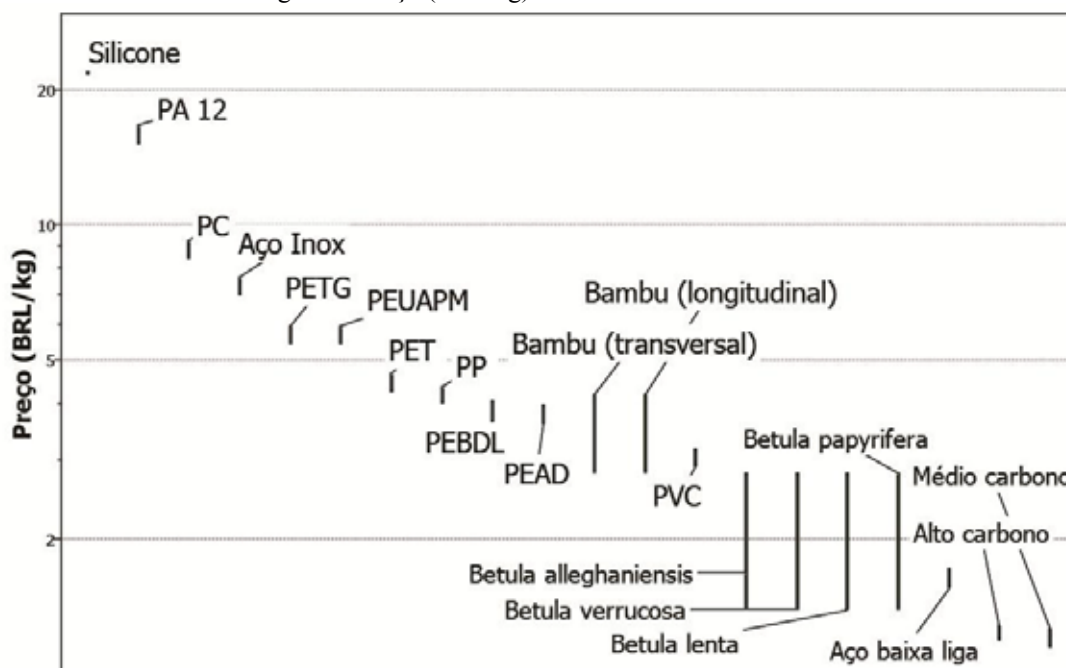 Silicone
20
PA 12
10
PC
Aço Inox
PETG
PEUAPM
Bambu (longitudinal)
Preço (BRL/kg)
5
PET
PP
Bambu (transversal)
PEBDL
PEAD
PVC
Betula papyrifera
Médio carbono
2
Alto carbono
Betula alleghaniensis
Betula verrucosa
Betula lenta
Aço baixa liga